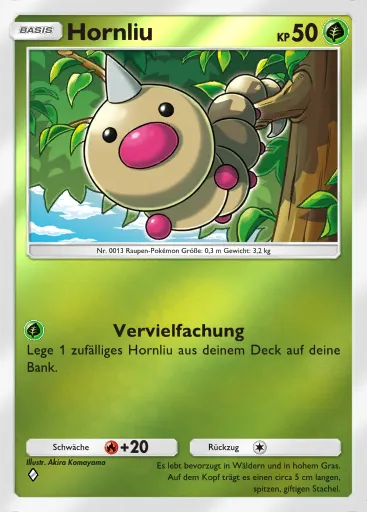 BASIS Hornliu KP 50
Nr. 0013 Raupen-Pokémon Größe: 0,3 m Gewicht: 3,2 kg
Vervielfachung
Lege 1 zufälliges Hornliu aus deinem Deck auf deine
Bank.
Schwäche +20 Rückzug
Illustr. Akira Komayama
Es lebt bevorzugt in Wäldern und in hohem Gras.
Auf dem Kopf trägt es einen circa 5 cm langen,
spitzen, giftigen Stachel.